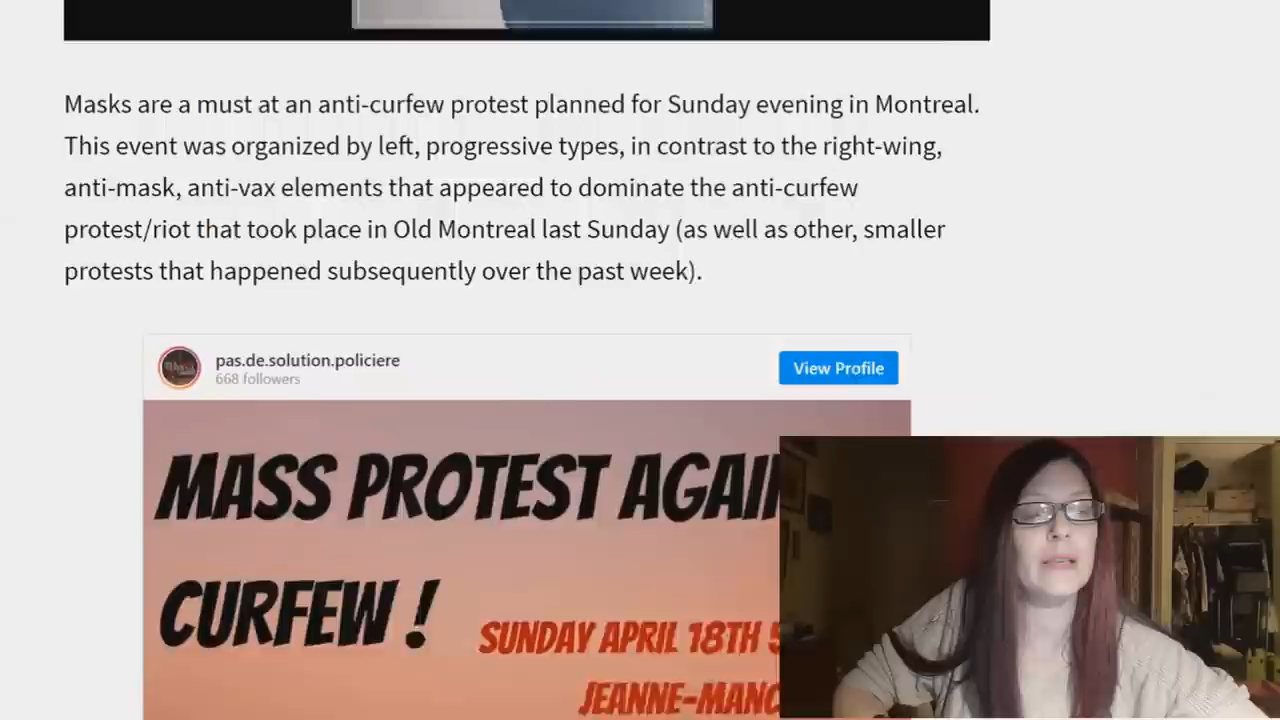 Masks are a must at an anti-curfew protest planned for Sunday evening in Montreal.
This event was organized by left, progressive types, in contrast to the right-wing,
anti-mask, anti-vax elements that appeared to dominate the anti-curfew
protest/riot that took place in Old Montreal last Sunday (as well as other, smaller
protests that happened subsequently over the past week).
pas.de.solution.policiere
668 followers
View Profile
MASS PROTEST AGAI
CURFEW !
SUNDAY APRIL 18TH 5
JEANNE-MANC